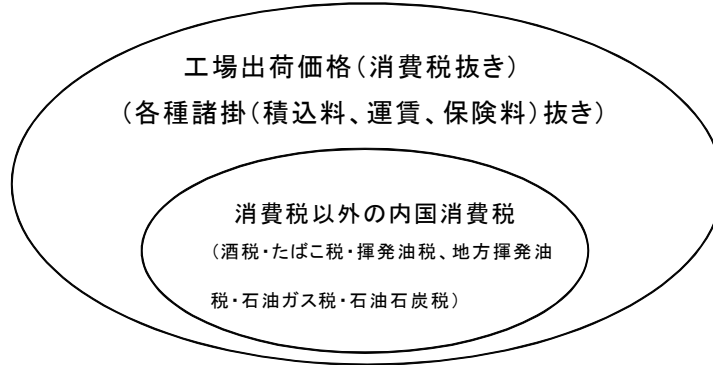 工場出荷価格（消費税抜き）
（各種諸掛（積込料、運賃、保険料）抜き）
消費税以外の内国消費税
（酒税・たばこ税・揮発油税、地方揮発油
税・石油ガス税・石油石炭税）